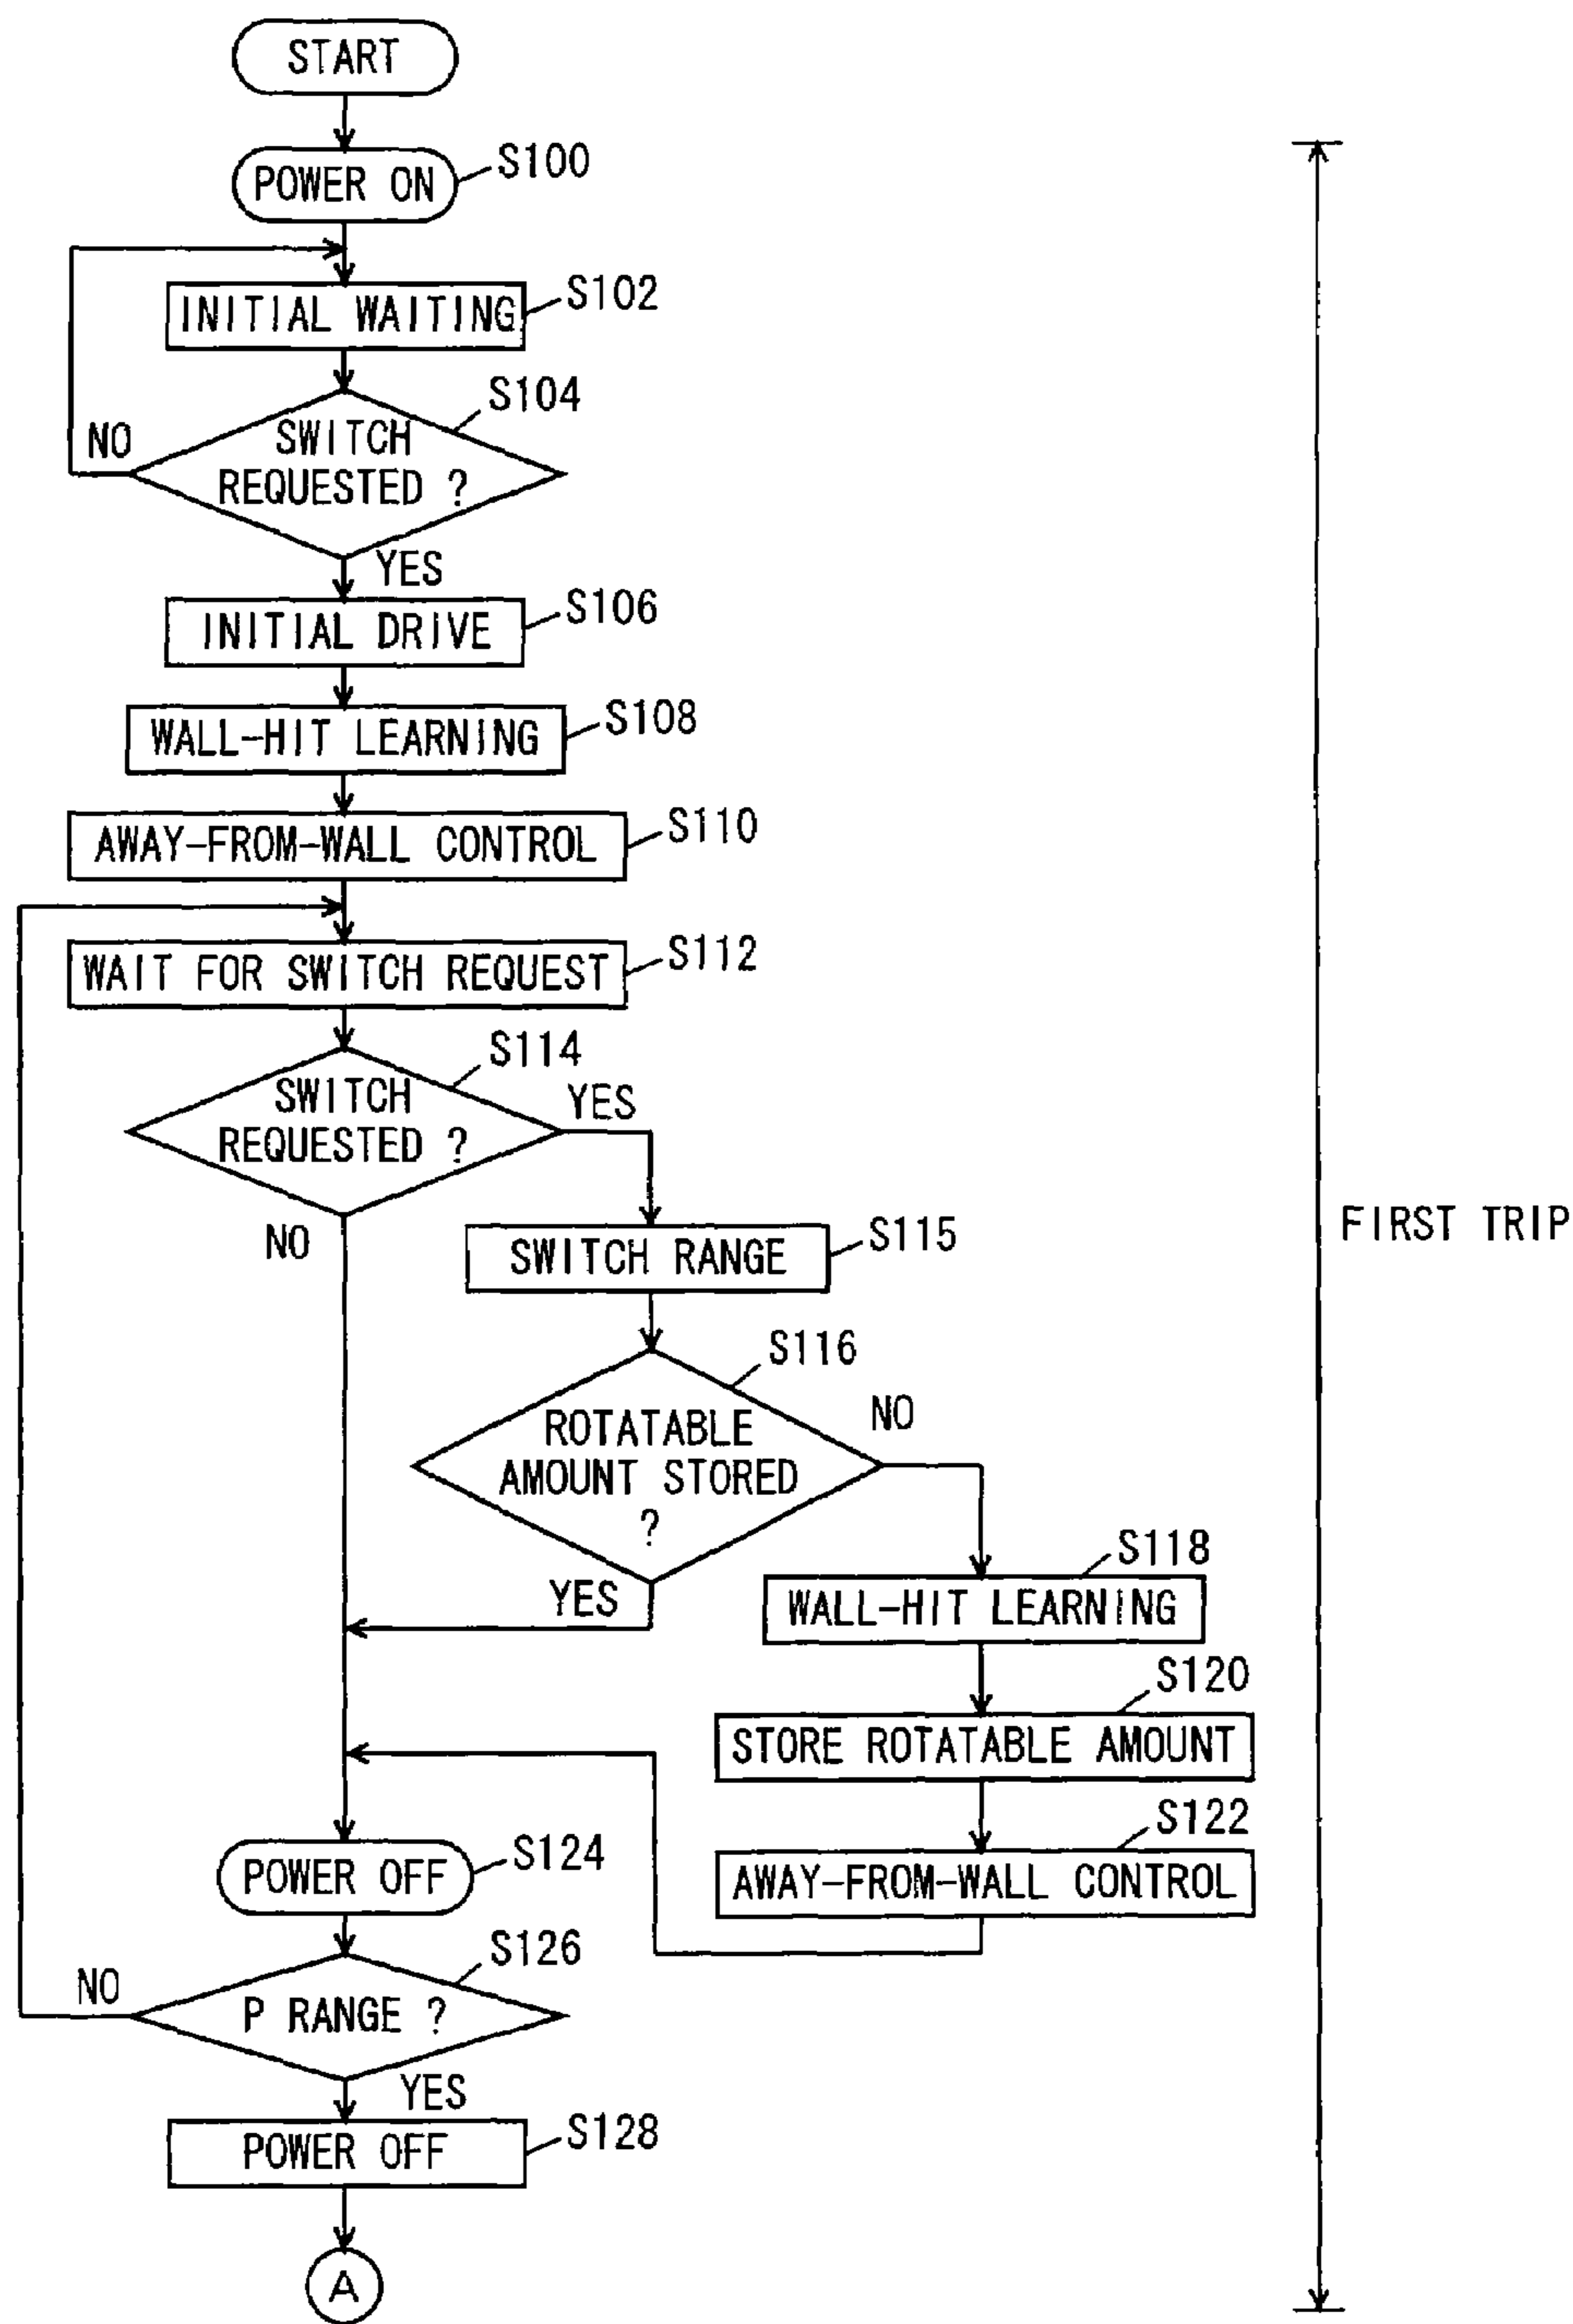 START
POWER ON
S100
INITIAL WAITING
S102
S104
SWITCH
REQUESTED ?
NO
YES
INITIAL DRIVE
S106
WALL-HIT LEARNING
S108
AWAY-FROM-WALL CONTROL
S110
WAIT FOR SWITCH REQUEST
S112
S114
SWITCH
REQUESTED ?
YES
NO
SWITCH RANGE
S115
FIRST TRIP
S116
ROTATABLE
AMOUNT STORED
?
NO
YES
S118
WALL-HIT LEARNING
S120
STORE ROTATABLE AMOUNT
S122
AWAY-FROM-WALL CONTROL
POWER OFF
S124
S126
P RANGE ?
NO
YES
POWER OFF
S128
A